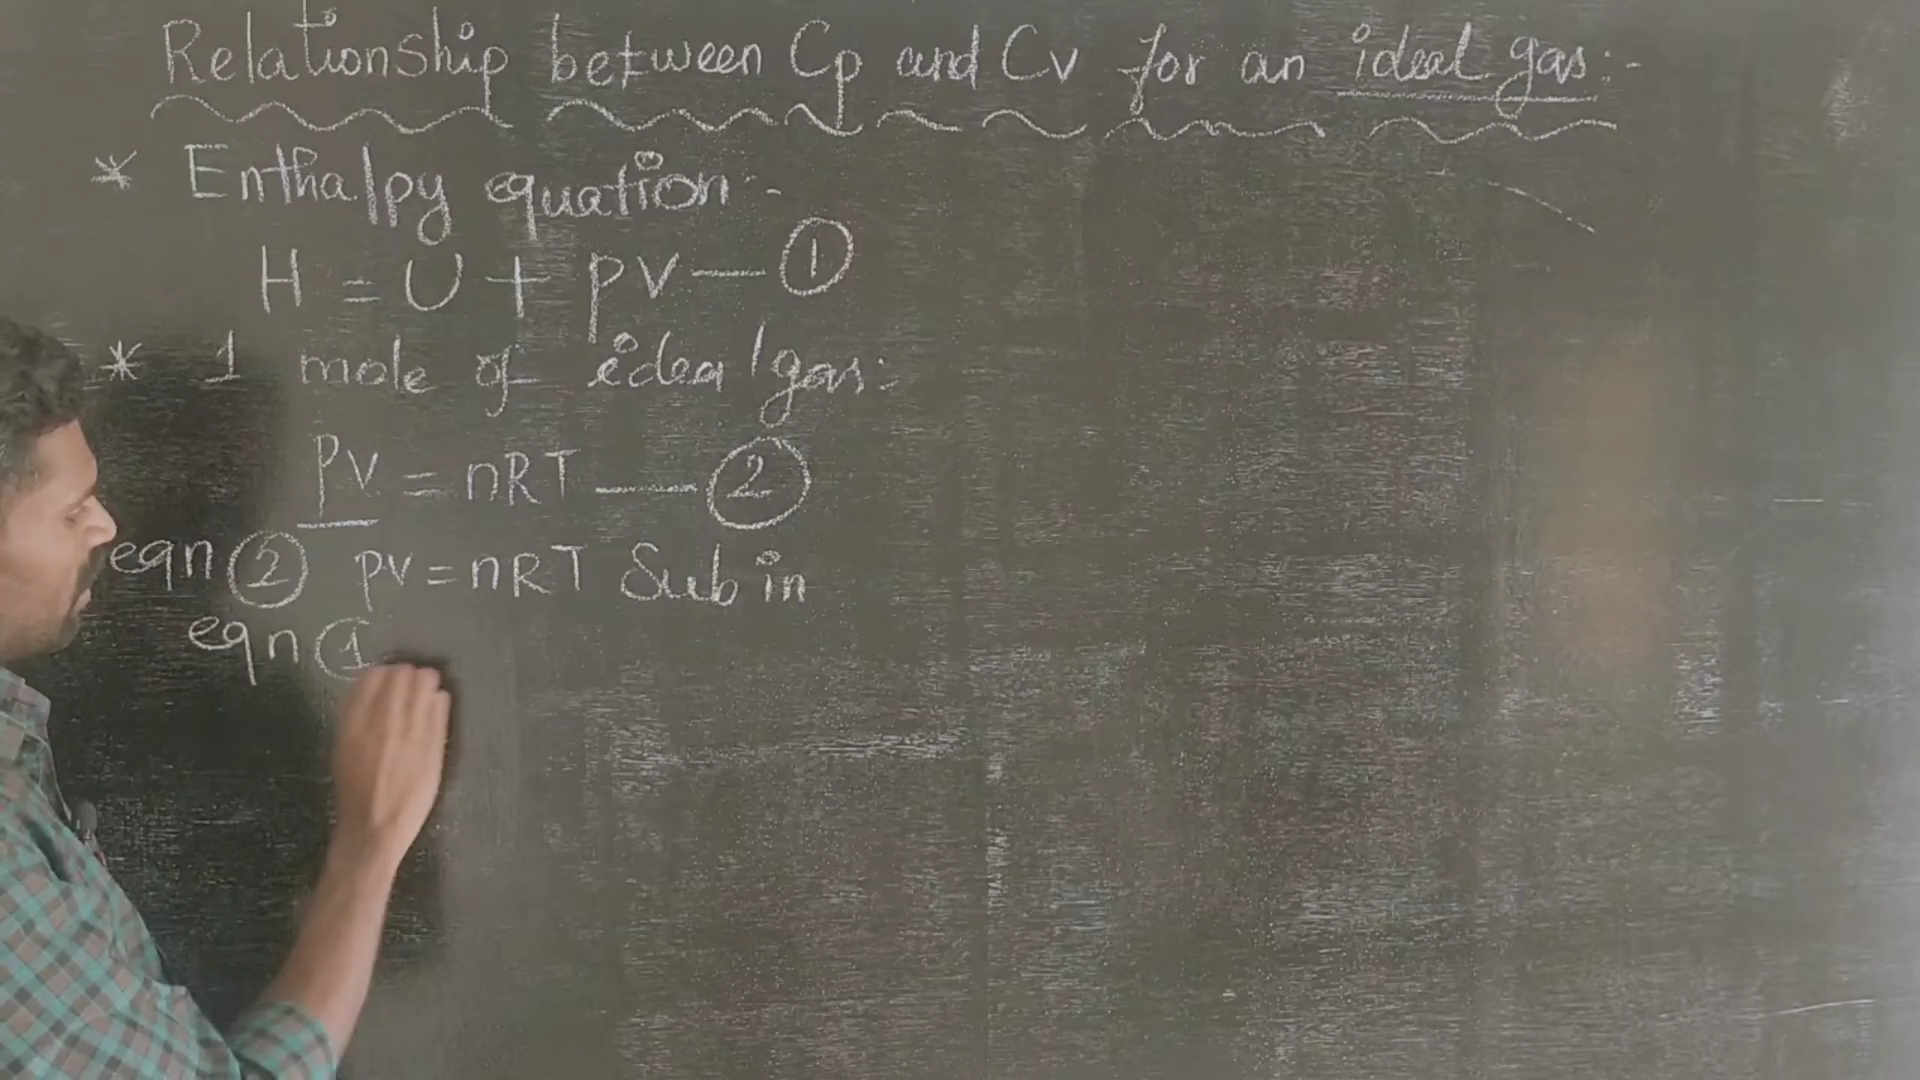 Relationship between Cp and Cv for an ideal gas:-
* Enthalpy equation:-
H = U + PV — ①
* 1 mole of ideal gas:-
PV = nRT — ②
eqn ② PV = nRT Sub in
eqn ①